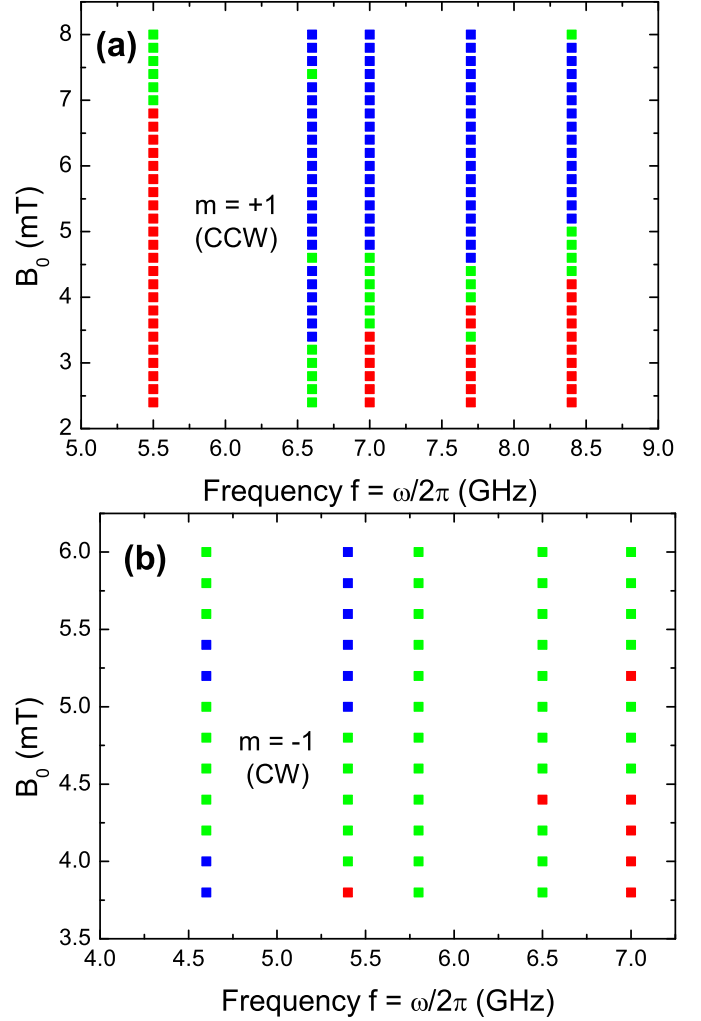 (a)
8
7
6
5
4
3
2
B₀ (mT)
m = +1
(CCW)
5.0 5.5 6.0 6.5 7.0 7.5 8.0 8.5 9.0
Frequency f = ω/2π (GHz)
(b)
6.0
5.5
5.0
4.5
4.0
3.5
B₀ (mT)
m = -1
(CW)
4.0 4.5 5.0 5.5 6.0 6.5 7.0
Frequency f = ω/2π (GHz)